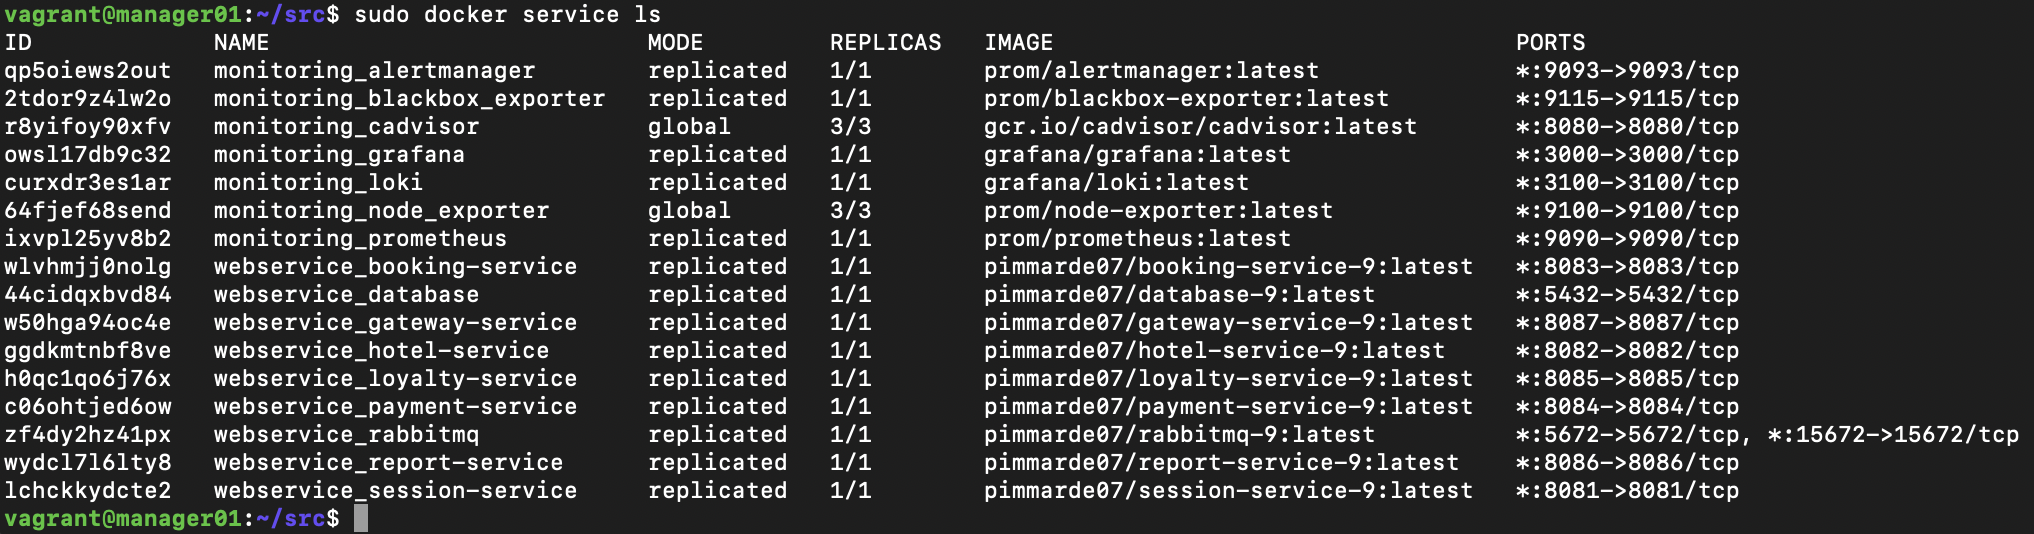 vagrant@manager01:~/src$ sudo docker service ls
ID NAME MODE REPLICAS IMAGE PORTS
qp5oiews2out monitoring_alertmanager replicated 1/1 prom/alertmanager:latest *:9093->9093/tcp
2tdor9z4lw2o monitoring_blackbox_exporter replicated 1/1 prom/blackbox-exporter:latest *:9115->9115/tcp
r8yifoy90xfv monitoring_cadvisor global 3/3 gcr.io/cadvisor/cadvisor:latest *:8080->8080/tcp
owsl17db9c32 monitoring_grafana replicated 1/1 grafana/grafana:latest *:3000->3000/tcp
curxdr3es1ar monitoring_loki replicated 1/1 grafana/loki:latest *:3100->3100/tcp
64fjef68send monitoring_node_exporter global 3/3 prom/node-exporter:latest *:9100->9100/tcp
ixvpl25yv8b2 monitoring_prometheus replicated 1/1 prom/prometheus:latest *:9090->9090/tcp
wlvhmjj0nolg webservice_booking-service replicated 1/1 pimmarde07/booking-service-9:latest *:8083->8083/tcp
44cidqxbvd84 webservice_database replicated 1/1 pimmarde07/database-9:latest *:5432->5432/tcp
w50hga94oc4e webservice_gateway-service replicated 1/1 pimmarde07/gateway-service-9:latest *:8087->8087/tcp
ggdkmtnbf8ve webservice_hotel-service replicated 1/1 pimmarde07/hotel-service-9:latest *:8082->8082/tcp
h0qc1qo6j76x webservice_loyalty-service replicated 1/1 pimmarde07/loyalty-service-9:latest *:8085->8085/tcp
c06ohtjed6ow webservice_payment-service replicated 1/1 pimmarde07/payment-service-9:latest *:8084->8084/tcp
zf4dy2hz41px webservice_rabbitmq replicated 1/1 pimmarde07/rabbitmq-9:latest *:5672->5672/tcp, *:15672->15672/tcp
wydcl7l6lty8 webservice_report-service replicated 1/1 pimmarde07/report-service-9:latest *:8086->8086/tcp
lchckkydcte2 webservice_session-service replicated 1/1 pimmarde07/session-service-9:latest *:8081->8081/tcp
vagrant@manager01:~/src$